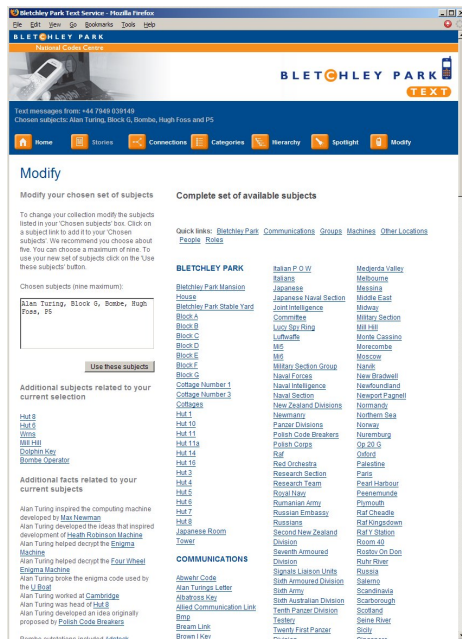 Bletchley Park Text Service - Mozilla Firefox
File Edit View Go Bookmarks Tools Help
BLETCHLEY PARK
National Codes Centre
BLETCHLEY PARK
TEXT
Text messages from: +44 7949 039149
Chosen subjects: Alan Turing, Block G, Bombe, Hugh Foss and P5
Home Stories Connections Categories Hierarchy Spotlight Modify
Modify
Modify your chosen set of subjects
To change your collection modify the subjects
listed in your 'Chosen subjects' box. Click on
a subject link to add it to your 'Chosen
subjects'. We recommend you choose about
five. You can choose a maximum of nine. To
use your new set of subjects click on the 'Use
these subjects' button.
Chosen subjects (nine maximum):
Alan Turing, Block G, Bombe, Hugh
Foss, P5
Use these subjects
Additional subjects related to your
current selection
Hut 8
Hut 6
Wrns
Mill Hill
Dolphin Key
Bombe Operator
Additional facts related to your
current subjects
Alan Turing inspired the computing machine
developed by Max Newman
Alan Turing developed the ideas that inspired
development of Heath Robinson Machine
Alan Turing helped decrypt the Enigma
Machine
Alan Turing helped decrypt the Four Wheel
Enigma Machine
Alan Turing broke the enigma code used by
the U Boat
Alan Turing worked at Cambridge
Alan Turing was head of Hut 8
Alan Turing developed an idea originally
proposed by Polish Code Breakers
Complete set of available subjects
Quick links: Bletchley Park Communications Groups Machines Other Locations
People Roles
BLETCHLEY PARK
Bletchley Park Mansion
House
Bletchley Park Stable Yard
Block A
Block B
Block C
Block D
Block E
Block F
Block G
Cottage Number 1
Cottage Number 3
Cottages
Hut 1
Hut 10
Hut 11
Hut 11a
Hut 14
Hut 16
Hut 3
Hut 4
Hut 5
Hut 6
Hut 7
Hut 8
Japanese Room
Tower
COMMUNICATIONS
Abwehr Code
Alan Turings Letter
Albatross Key
Allied Communication Link
Bmp
Bream Link
Brown I Key
Italian P O W
Italians
Japanese
Japanese Naval Section
Joint Intelligence
Committee
Lucy Spy Ring
Luftwaffe
Mi5
Mi6
Military Section Group
Naval Forces
Naval Intelligence
Naval Section
New Zealand Divisions
Newmanry
Panzer Divisions
Polish Code Breakers
Polish Corps
Raf
Red Orchestra
Research Section
Research Team
Royal Navy
Rumanian Army
Russian Embassy
Russians
Second New Zealand
Division
Seventh Armoured
Division
Signals Liaison Units
Sixth Armoured Division
Sixth Army
Sixth Australian Division
Tenth Panzer Division
Testery
Twenty First Panzer
Division
Medjerda Valley
Melbourne
Messina
Middle East
Midway
Military Section
Mill Hill
Monte Cassino
Morecombe
Moscow
Narvik
New Bradwell
Newfoundland
Newport Pagnell
Normandy
Northern Sea
Norway
Nuremburg
Op 20 G
Oxford
Palestine
Paris
Pearl Harbour
Peenemunde
Plymouth
Raf Cheadle
Raf Kingsdown
Raf Y Station
Room 40
Rostov On Don
Ruhr River
Russia
Salerno
Scandinavia
Scarborough
Scotland
Seine River
Sicily